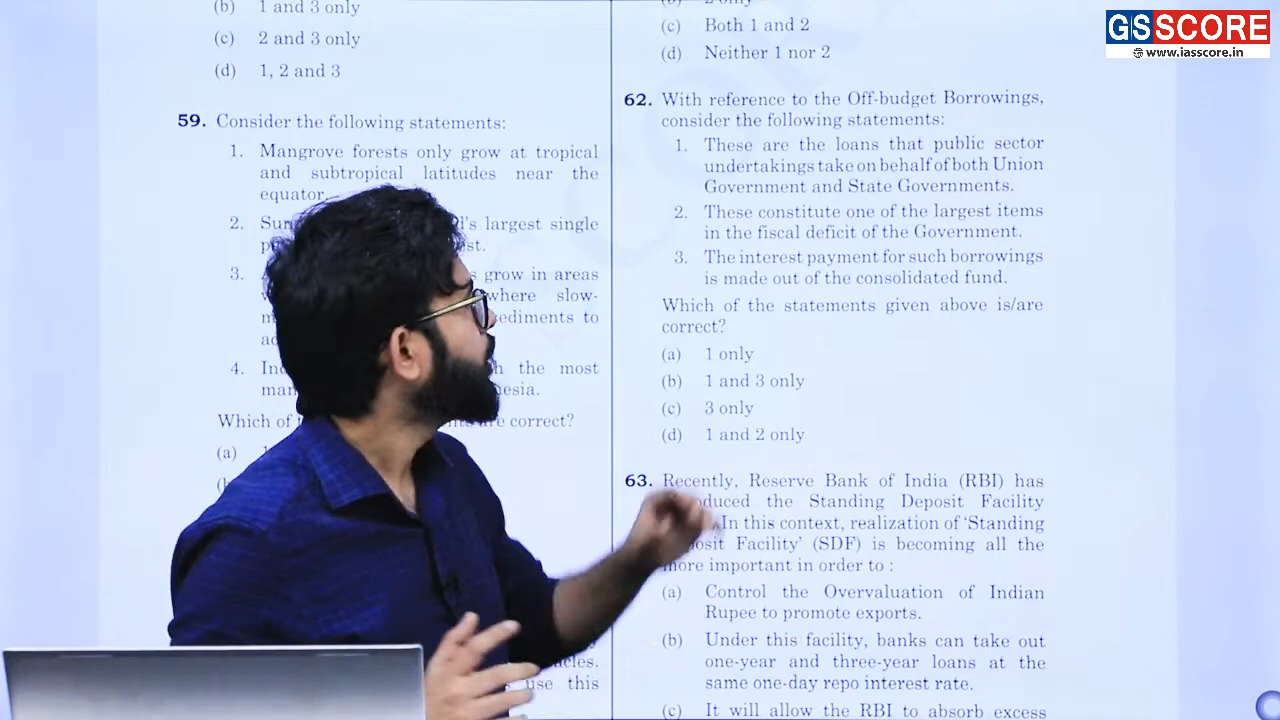 (b) 1 and 3 only
(c) 2 and 3 only
(d) 1, 2 and 3
59. Consider the following statements:
1. Mangrove forests only grow at tropical
and subtropical latitudes near the
equator.
2. l's largest single
3. grow in areas
where slow-
ediments to
4. the most
Which of are correct?
(a)
use this
(c) Both 1 and 2
(d) Neither 1 nor 2
62. With reference to the Off-budget Borrowings,
consider the following statements:
1. These are the loans that public sector
undertakings take on behalf of both Union
Government and State Governments.
2. These constitute one of the largest items
in the fiscal deficit of the Government.
3. The interest payment for such borrowings
is made out of the consolidated fund.
Which of the statements given above is/are
correct?
(a) 1 only
(b) 1 and 3 only
(c) 3 only
(d) 1 and 2 only
63. Recently, Reserve Bank of India (RBI) has
duced the Standing Deposit Facility
In this context, realization of 'Standing
posit Facility' (SDF) is becoming all the
more important in order to :
(a) Control the Overvaluation of Indian
Rupee to promote exports.
(b) Under this facility, banks can take out
one-year and three-year loans at the
same one-day repo interest rate.
(c) It will allow the RBI to absorb excess
GSSCORE
www.iasscore.in